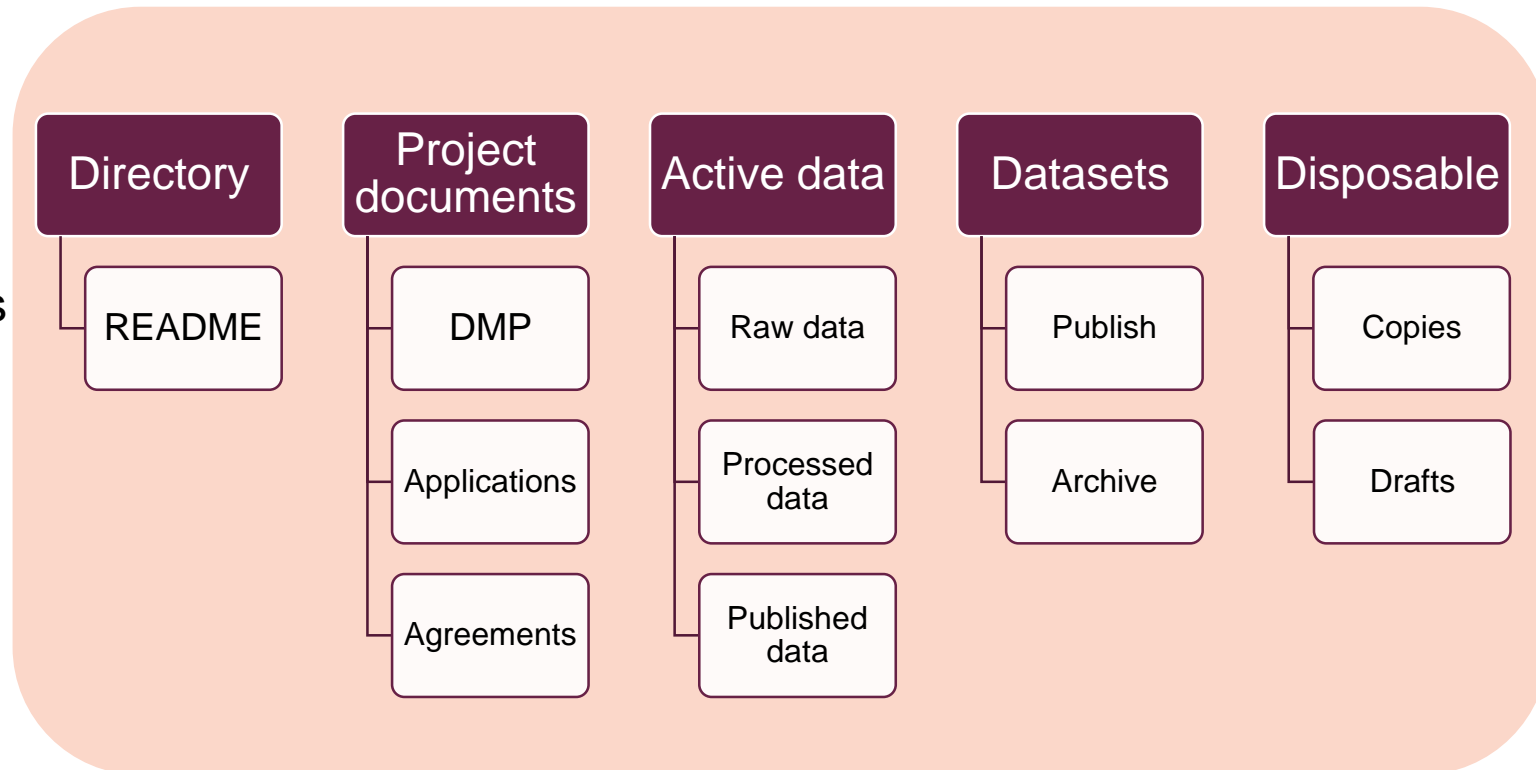 Directory
README
Project
documents
DMP
Applications
Agreements
Active data
Raw data
Processed
data
Published
data
Datasets
Publish
Archive
Disposable
Copies
Drafts
s